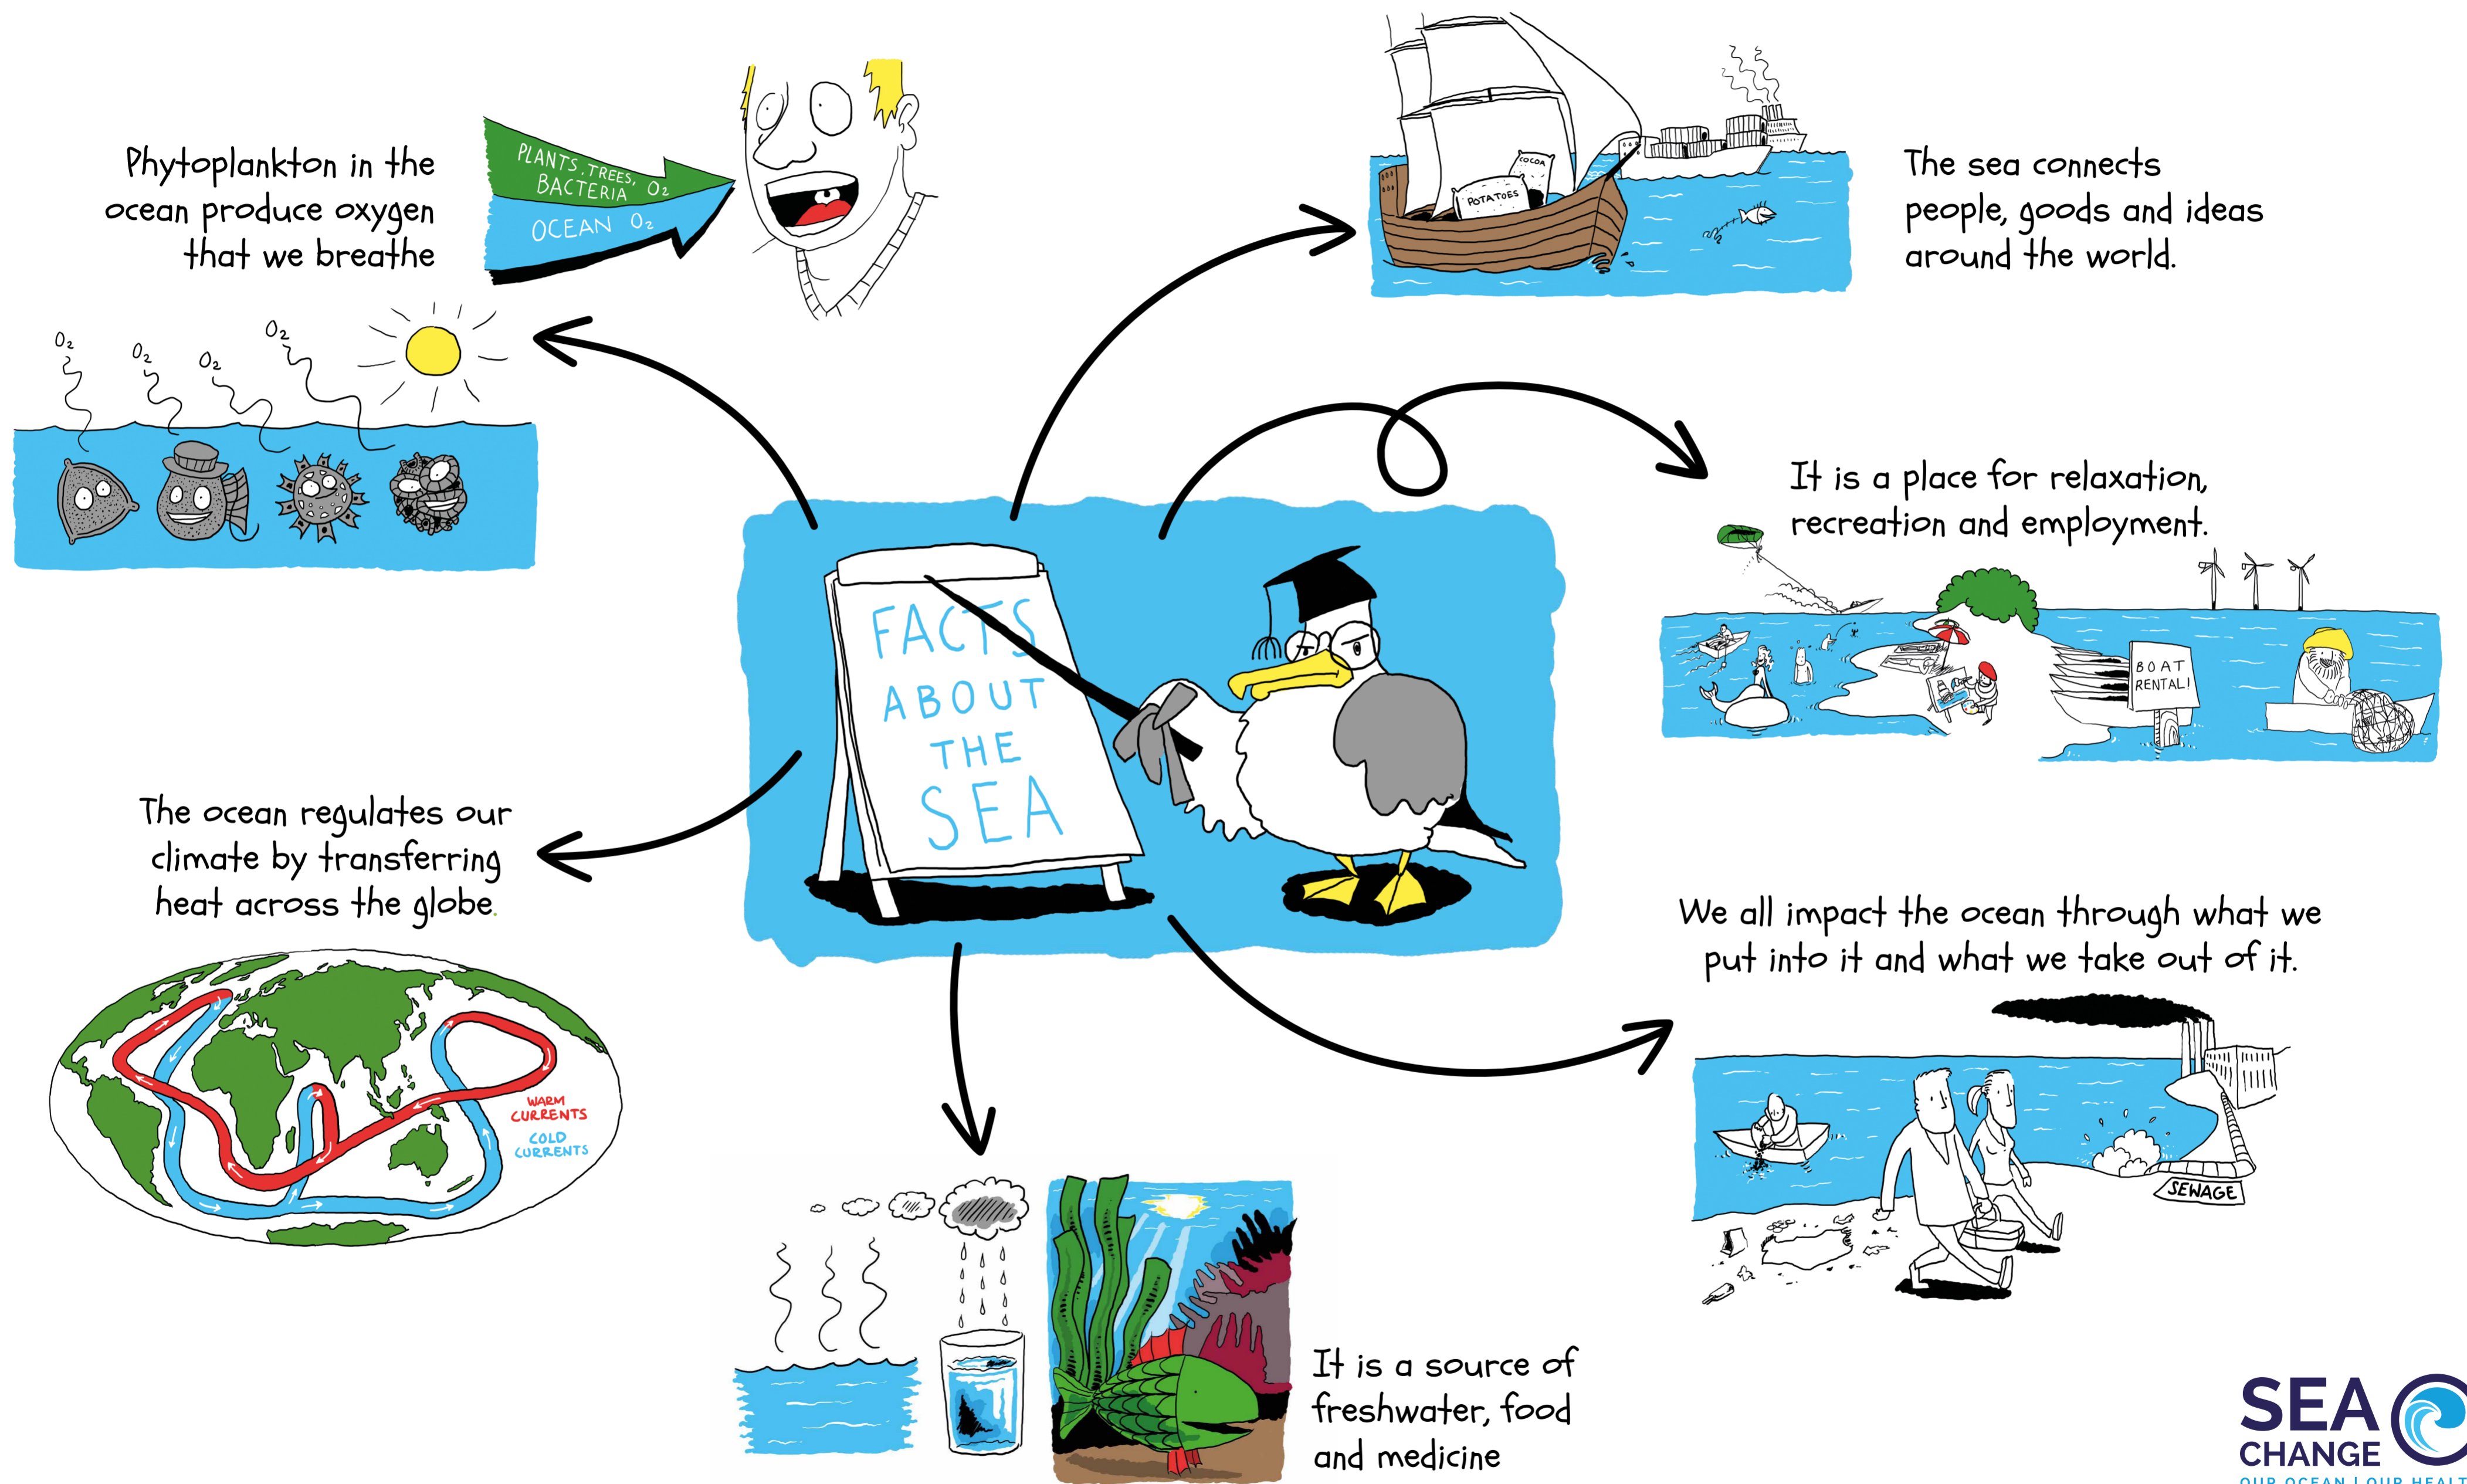 Phytoplankton in the
ocean produce oxygen
that we breathe
PLANTS, TREES,
BACTERIA O₂
OCEAN O₂
O₂
O₂
O₂
O₂
COCOA
POTATOES
The sea connects
people, goods and ideas
around the world.
It is a place for relaxation,
recreation and employment.
BOAT
RENTAL!
FACTS
ABOUT
THE
SEA
The ocean regulates our
climate by transferring
heat across the globe.
WARM
CURRENTS
COLD
CURRENTS
We all impact the ocean through what we
put into it and what we take out of it.
SEWAGE
It is a source of
freshwater, food
and medicine
SEA
CHANGE
OUR OCEAN | OUR HEALT